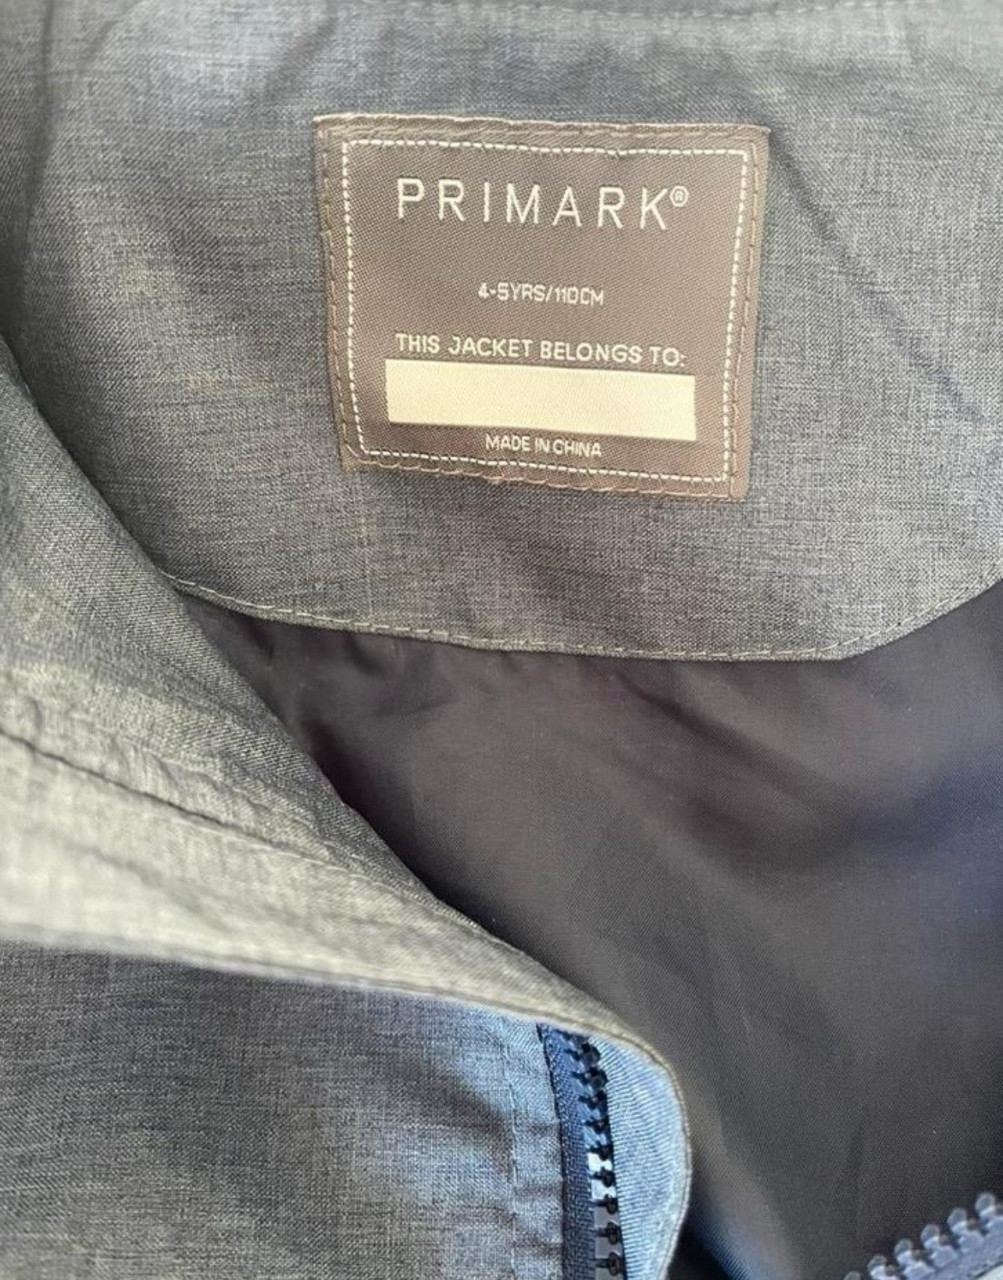 PRIMARK®
4-5YRS/110CM
THIS JACKET BELONGS TO:
MADE IN CHINA